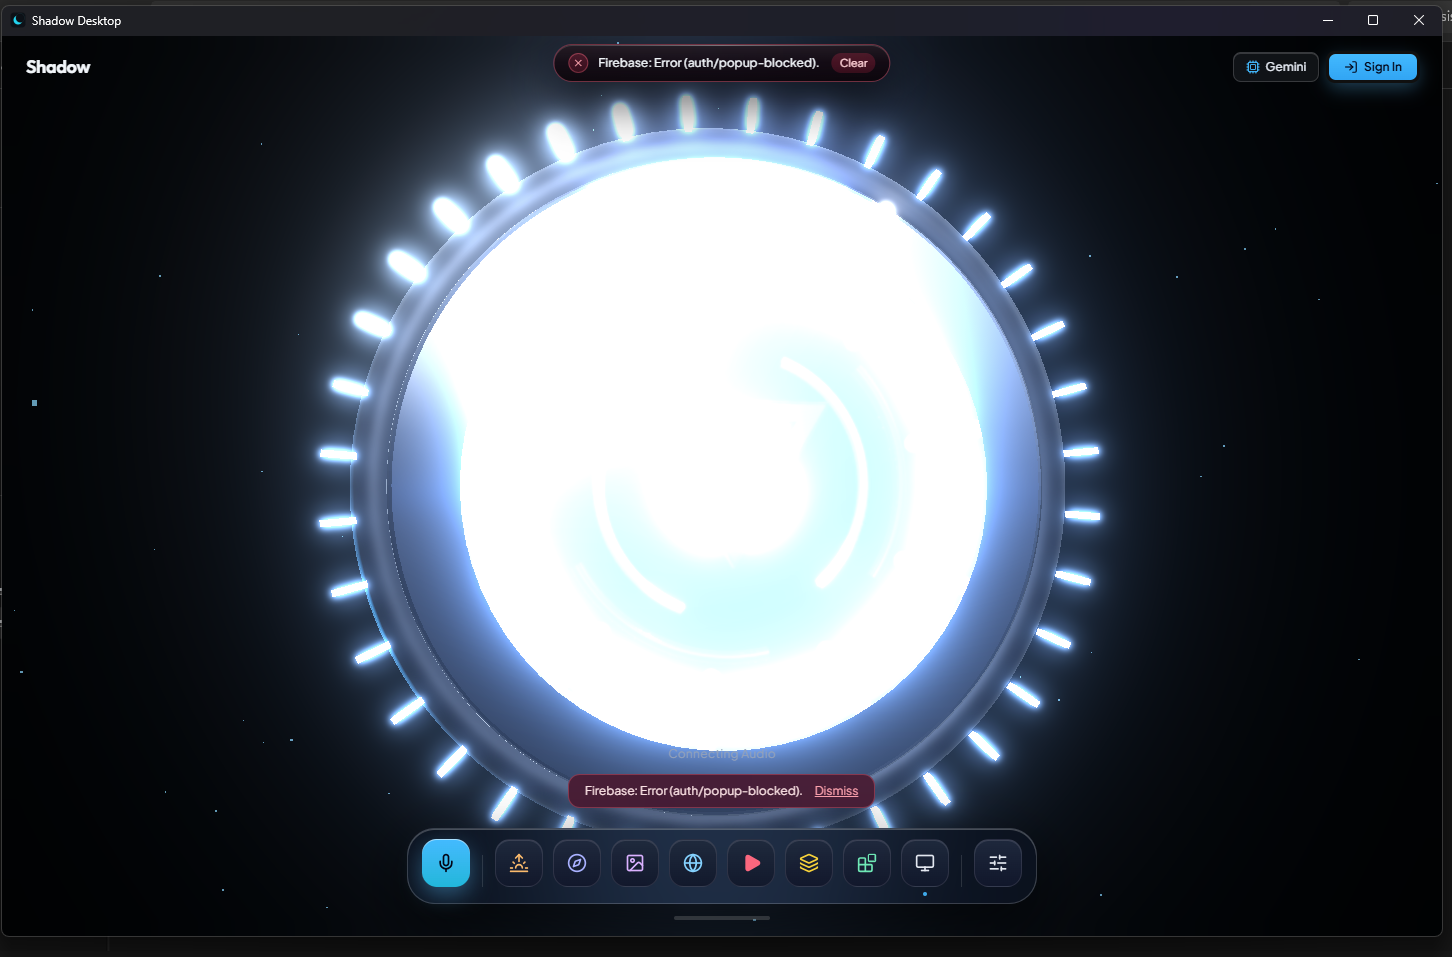 Shadow Desktop
Shadow
Firebase: Error (auth/popup-blocked). Clear
Gemini
Sign In
Connecting Audio
Firebase: Error (auth/popup-blocked). Dismiss